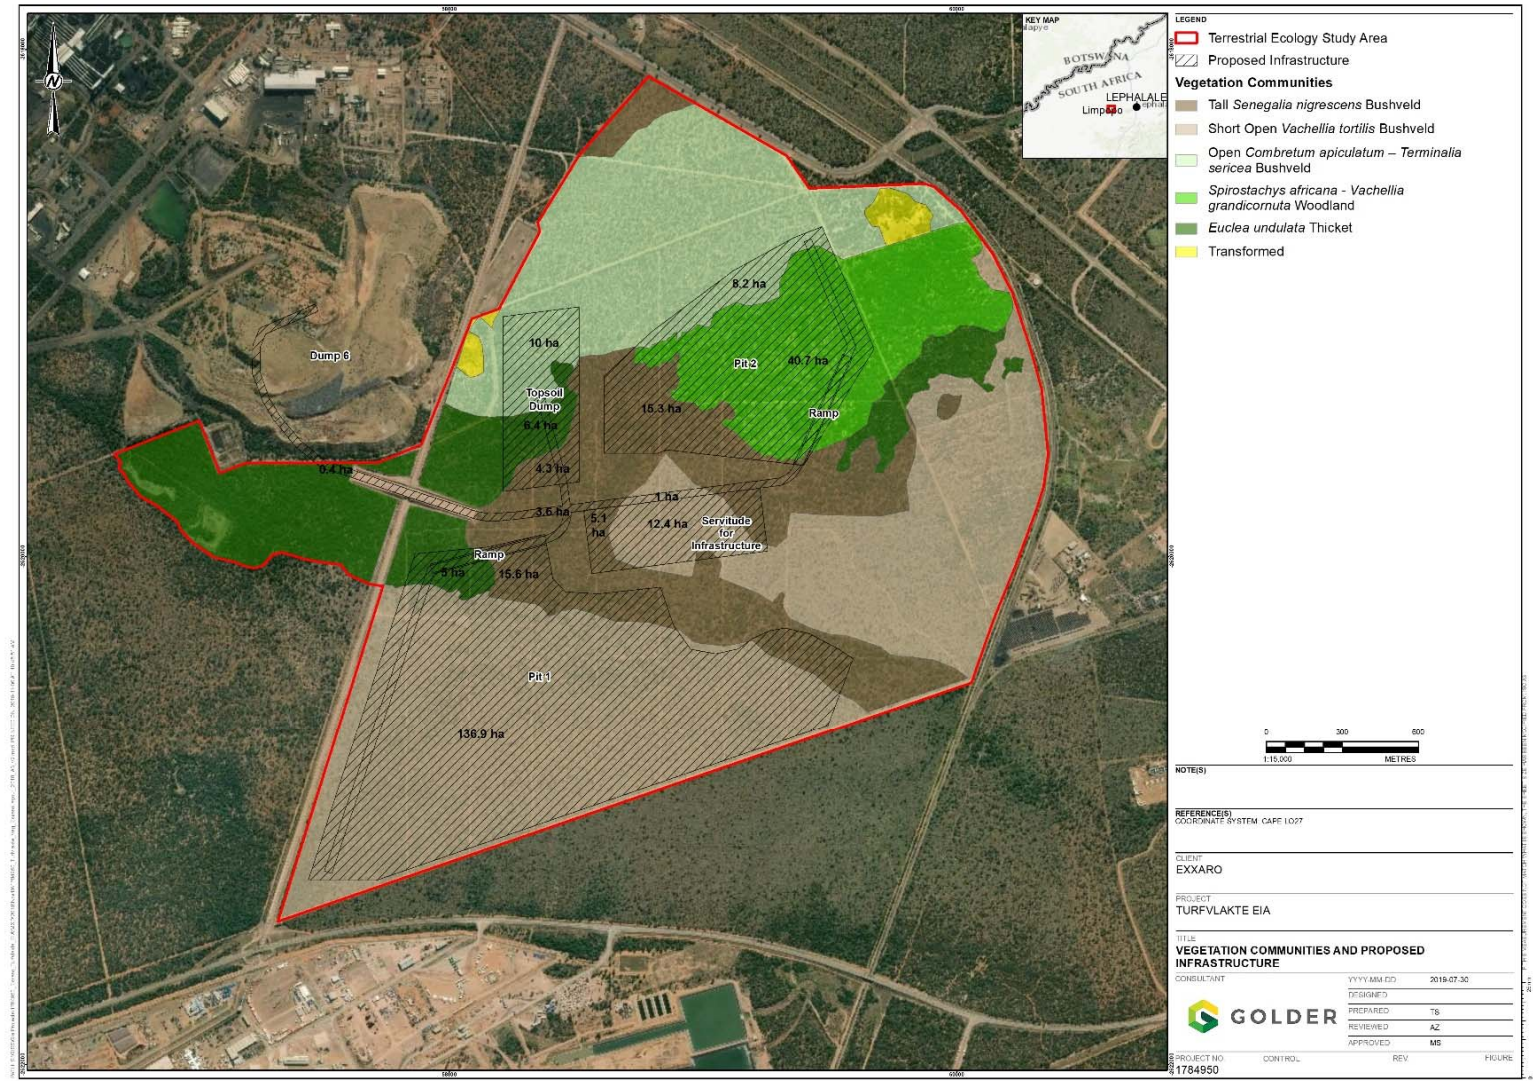 KEY MAP
BOTSWANA
SOUTH AFRICA
LEPHALALE
N
8.2 ha
10 ha
Dump 6
Pit 2
40.7 ha
Topsoil
Dump
15.3 ha
Ramp
6.4 ha
0.4 ha
4.3 ha
1 ha
3.6 ha
5.1
ha
12.4 ha
Servitude
for
Infrastructure
Ramp
5 ha
15.6 ha
Pit 1
136.9 ha
LEGEND
Terrestrial Ecology Study Area
Proposed Infrastructure
Vegetation Communities
Tall Senegalia nigrescens Bushveld
Short Open Vachellia tortilis Bushveld
Open Combretum apiculatum – Terminalia
sericea Bushveld
Spirostachys africana - Vachellia
grandicornuta Woodland
Euclea undulata Thicket
Transformed
0 300 600
1:15,000 METRES
NOTE(S)
REFERENCE(S)
COORDINATE SYSTEM: CAPE LO27
CLIENT
EXXARO
PROJECT
TURFVLAKTE EIA
TITLE
VEGETATION COMMUNITIES AND PROPOSED
INFRASTRUCTURE
CONSULTANT
YYYY-MM-DD 2019-07-30
DESIGNED
PREPARED TS
REVIEWED AZ
APPROVED MS
GOLDER
PROJECT NO. CONTROL REV FIGURE
1784950